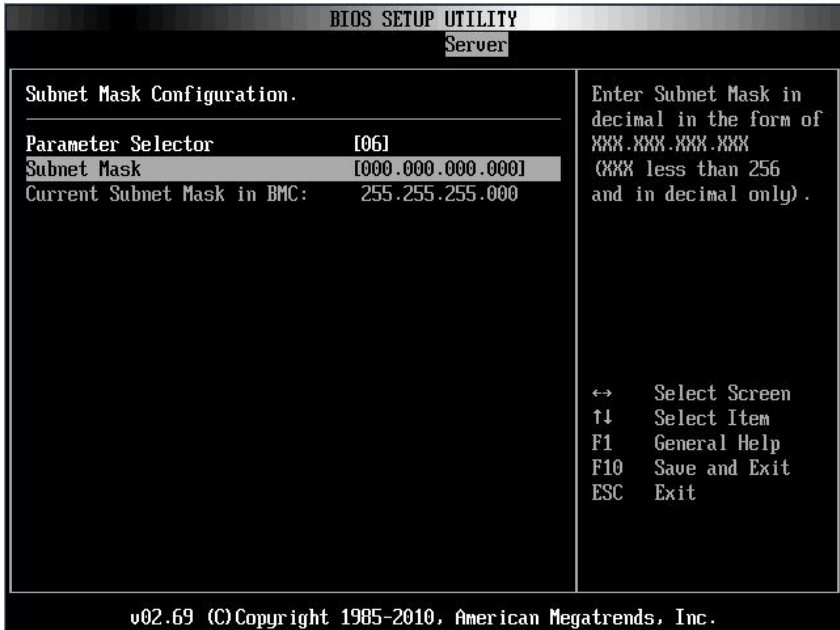 BIOS SETUP UTILITY
Server
Subnet Mask Configuration.
Parameter Selector [06]
Subnet Mask [000.000.000.000]
Current Subnet Mask in BMC: 255.255.255.000
Enter Subnet Mask in
decimal in the form of
XXX.XXX.XXX.XXX
(XXX less than 256
and in decimal only).
↔ Select Screen
↑↓ Select Item
F1 General Help
F10 Save and Exit
ESC Exit
v02.69 (C)Copyright 1985-2010, American Megatrends, Inc.